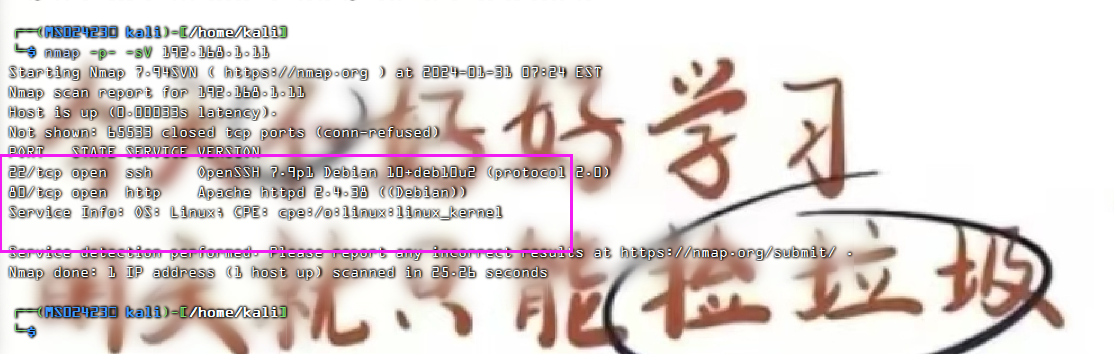 ┌──(MS02423㉿kali)-[/home/kali]
└─$ nmap -p- -sV 192.168.1.11
Starting Nmap 7.94SVN ( https://nmap.org ) at 2024-01-31 07:24 EST
Nmap scan report for 192.168.1.11
Host is up (0.00033s latency).
Not shown: 65533 closed tcp ports (conn-refused)
PORT   STATE SERVICE VERSION
22/tcp open  ssh     OpenSSH 7.9p1 Debian 10+deb10u2 (protocol 2.0)
80/tcp open  http    Apache httpd 2.4.38 ((Debian))
Service Info: OS: Linux; CPE: cpe:/o:linux:linux_kernel
Service detection performed. Please report any incorrect results at https://nmap.org/submit/ .
Nmap done: 1 IP address (1 host up) scanned in 25.26 seconds
┌──(MS02423㉿kali)-[/home/kali]
└─$
好好学习
就只能捡垃圾